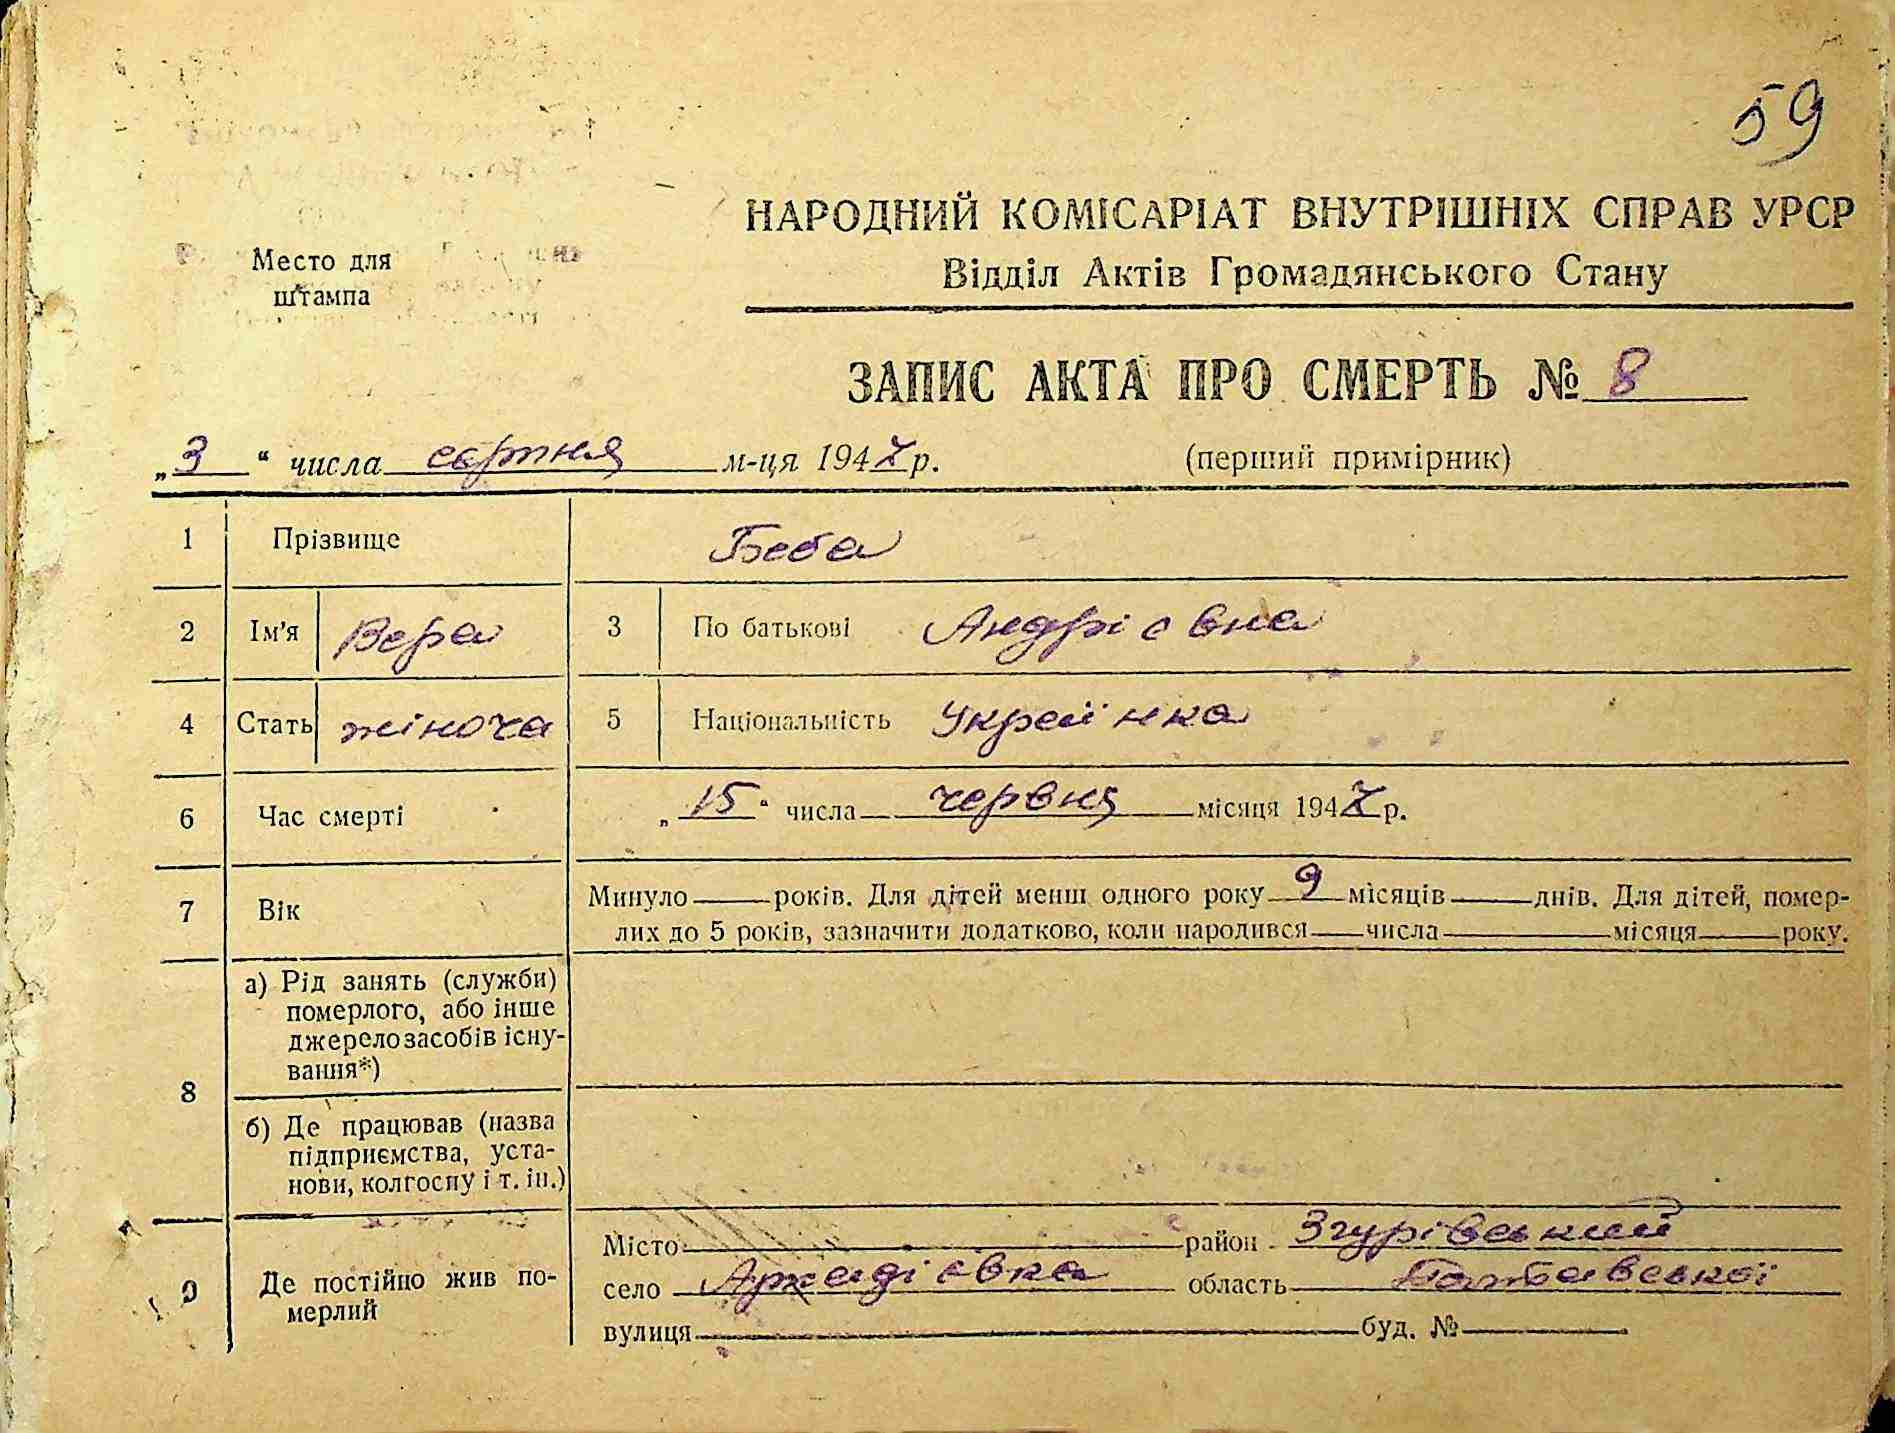 59
НАРОДНИЙ КОМІСАРІАТ ВНУТРІШНІХ СПРАВ УРСР
Відділ Актів Громадянського Стану
Место для
штампа
ЗАПИС АКТА ПРО СМЕРТЬ № 8
„3“ числа серпня м-ця 1947 р. (перший примірник)
1 Прізвище Беба
2 Ім'я Вера 3 По батькові Андрієвна
4 Стать жіноча 5 Національність Українка
6 Час смерті „15“ числа червня місяця 1947 р.
7 Вік Минуло років. Для дітей менш одного року 9 місяців днів. Для дітей, помер-
лих до 5 років, зазначити додатково, коли народився числа місяця року.
8 а) Рід занять (служби)
померлого, або інше
джерело засобів існу-
вання*)
б) Де працював (назва
підприємства, уста-
нови, колгоспу і т. ін.)
9 Де постійно жив по-
мерлий
Місто район Згурівський
село Аркадієвка область Полтавської
вулиця буд. №